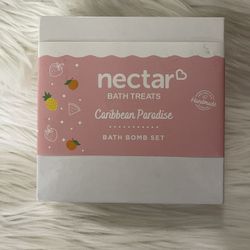 nectar
BATH TREATS
Caribbean Paradise
Handmade
BATH BOMB SET